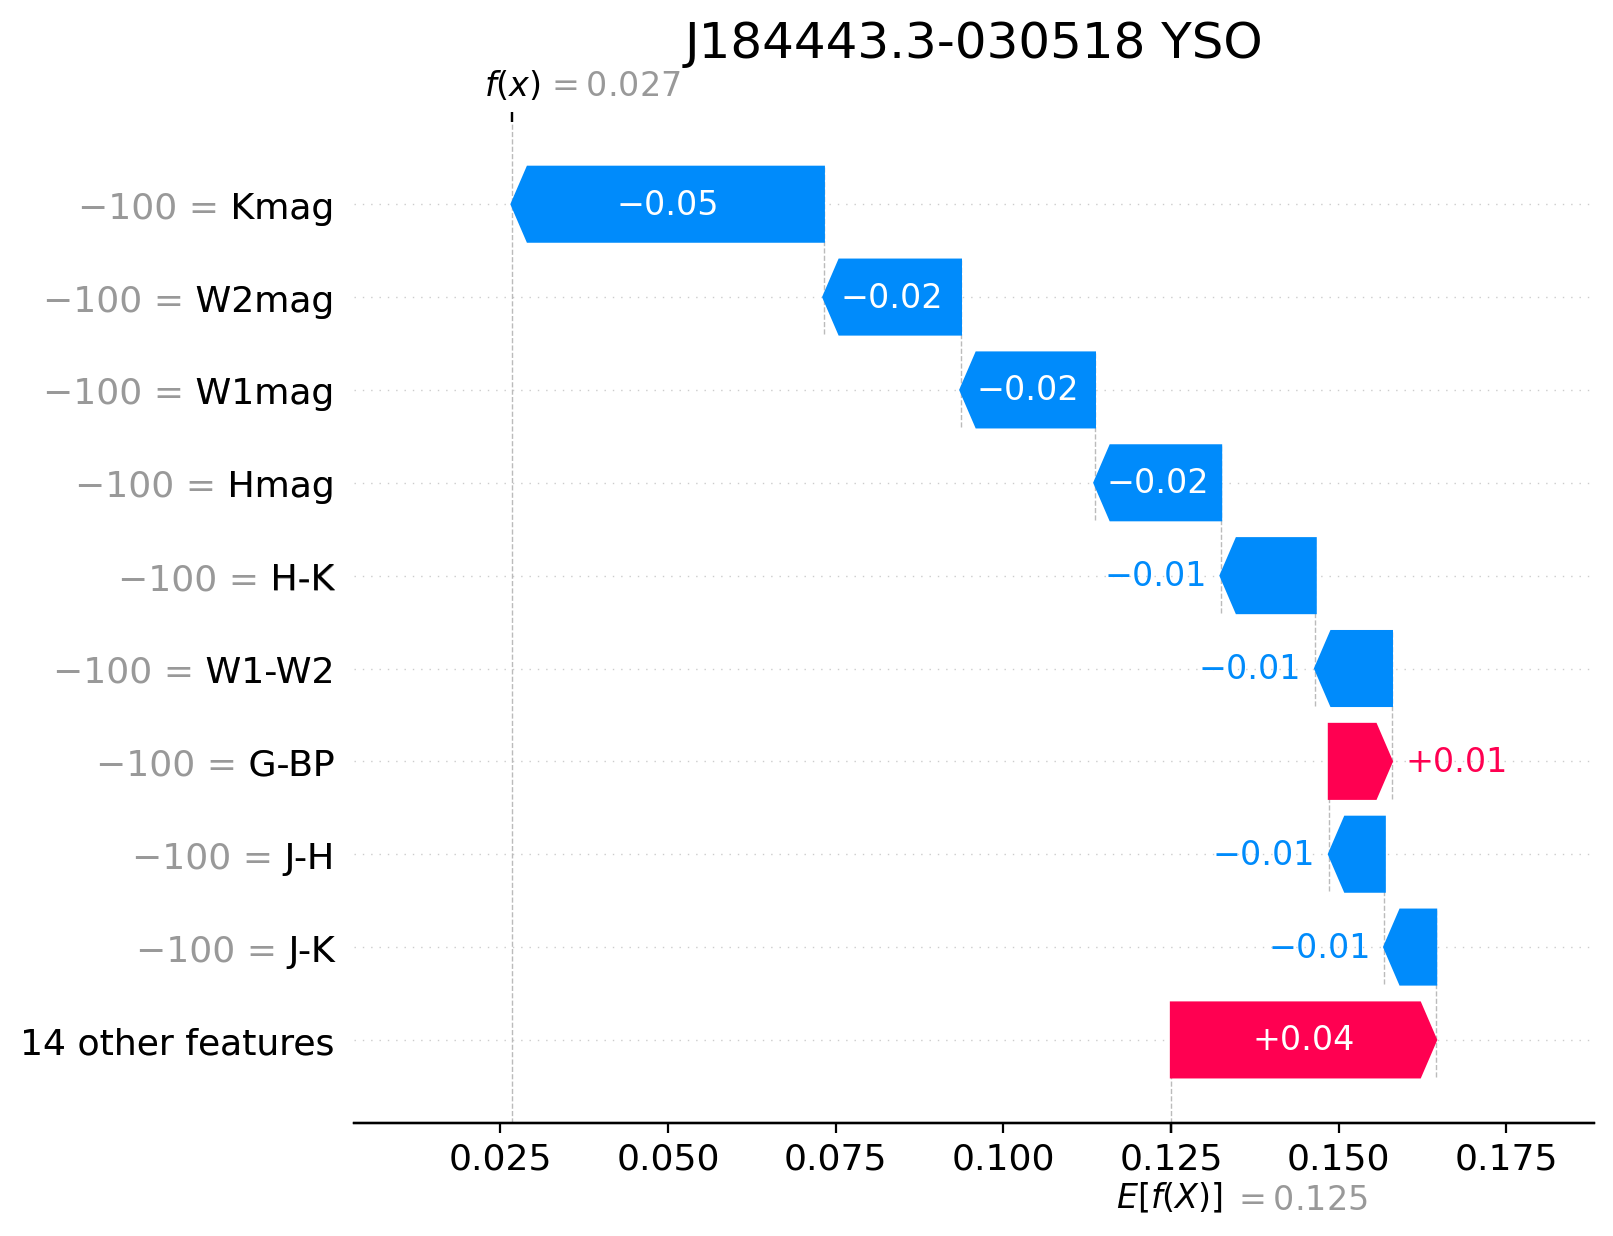 J184443.3-030518 YSO
f(x) = 0.027
−100 = Kmag
−0.05
−100 = W2mag
−0.02
−100 = W1mag
−0.02
−100 = Hmag
−0.02
−100 = H-K
−0.01
−100 = W1-W2
−0.01
−100 = G-BP
+0.01
−100 = J-H
−0.01
−100 = J-K
−0.01
14 other features
+0.04
0.025 0.050 0.075 0.100 0.125 0.150 0.175
E[f(X)] = 0.125